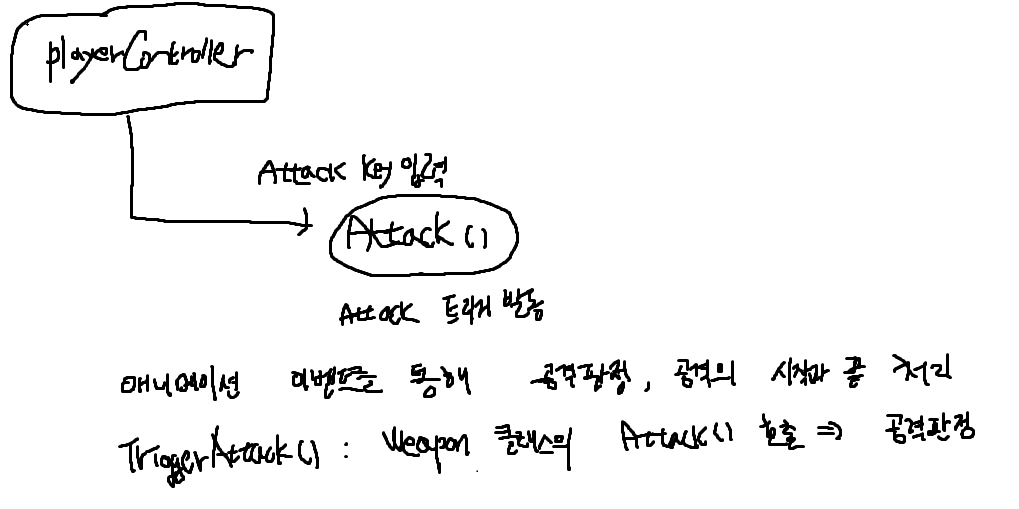 playerController
Attack key 입력
Attack ()
Attack 트리거 발동
애니메이션 이벤트를 통해 공격판정, 공격의 시작과 끝 처리
TriggerAttack() : Weapon 클래스의 Attack() 호출 ⇒ 공격판정